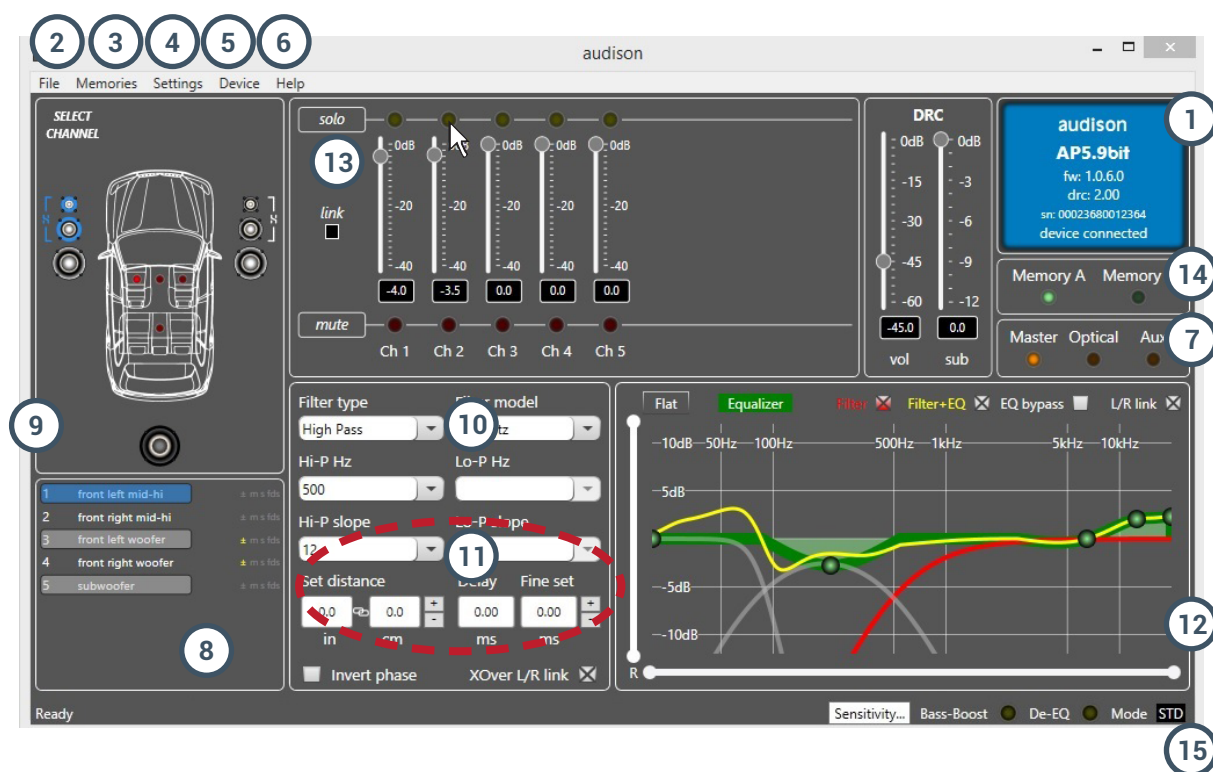 2 3 4 5 6
audison
File Memories Settings Device Help
SELECT
CHANNEL
solo
13
0dB 0dB 0dB 0dB
link
-20 -20 -20 -20 -20
-40 -40 -40 -40 -40
-4.0 -3.5 0.0 0.0 0.0
mute
Ch 1 Ch 2 Ch 3 Ch 4 Ch 5
DRC
0dB 0dB
-15 -3
-30 -6
-45 -9
-60 -12
-45.0 0.0
vol sub
1
audison
AP5.9bit
fw: 1.0.6.0
drc: 2.00
sn: 00023680012364
device connected
Memory A Memory
14
Master Optical Aux
7
9
1 front left mid-hi ± m s fds
2 front right mid-hi ± m s fds
3 front left woofer ± m s fds
4 front right woofer ± m s fds
5 subwoofer ± m s fds
8
Filter type
High Pass
10
Hi-P Hz Lo-P Hz
500
Hi-P slope
12
11
Set distance Delay Fine set
0.0 0.0 + - 0.00 0.00 + -
in cm ms ms
Invert phase XOver L/R link
Flat Equalizer Filter Filter+EQ EQ bypass L/R link
10dB 50Hz 100Hz 500Hz 1kHz 5kHz 10kHz
5dB
-5dB
-10dB
12
R
Ready
Sensitivity... Bass-Boost De-EQ Mode STD
15